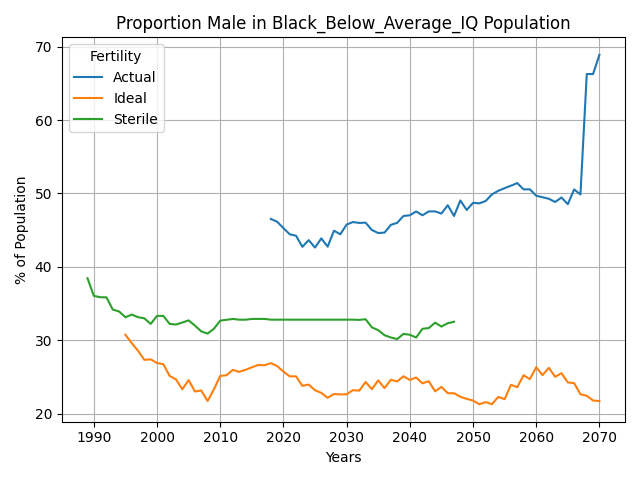 Proportion Male in Black_Below_Average_IQ Population
Fertility
Actual
Ideal
Sterile
% of Population
70
60
50
40
30
20
1990 2000 2010 2020 2030 2040 2050 2060 2070
Years